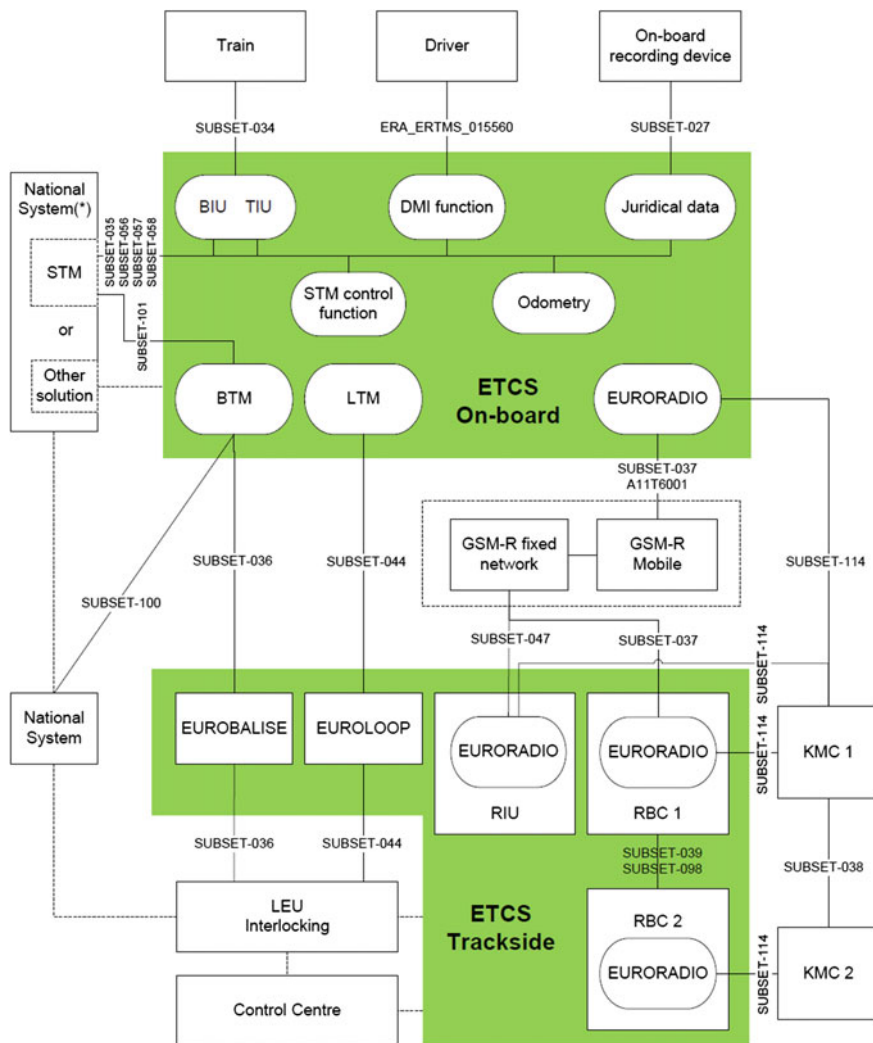 Train
Driver
On-board
recording device
SUBSET-034
ERA_ERTMS_015560
SUBSET-027
National
System(*)
SUBSET-035
SUBSET-056
SUBSET-057
SUBSET-058
BIU TIU
DMI function
Juridical data
STM
STM control
function
Odometry
SUBSET-101
or
Other
solution
BTM
LTM
ETCS
On-board
EURORADIO
SUBSET-037
A11T6001
GSM-R fixed
network
GSM-R
Mobile
SUBSET-036
SUBSET-044
SUBSET-114
SUBSET-100
SUBSET-047
SUBSET-037
SUBSET-114
National
System
EUROBALISE
EUROLOOP
EURORADIO
RIU
EURORADIO
RBC 1
SUBSET-114
KMC 1
SUBSET-036
SUBSET-044
SUBSET-039
SUBSET-098
SUBSET-038
LEU
Interlocking
ETCS
Trackside
RBC 2
EURORADIO
SUBSET-114
KMC 2
Control Centre